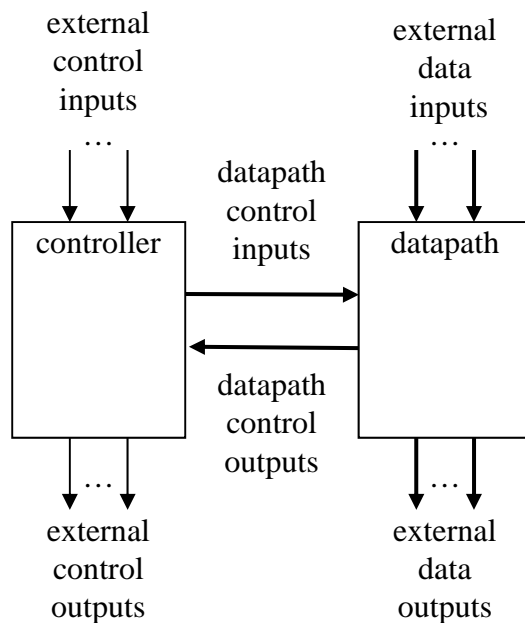 external
control
inputs
...
external
data
inputs
...
datapath
control
inputs
controller
datapath
datapath
control
outputs
...
external
control
outputs
...
external
data
outputs